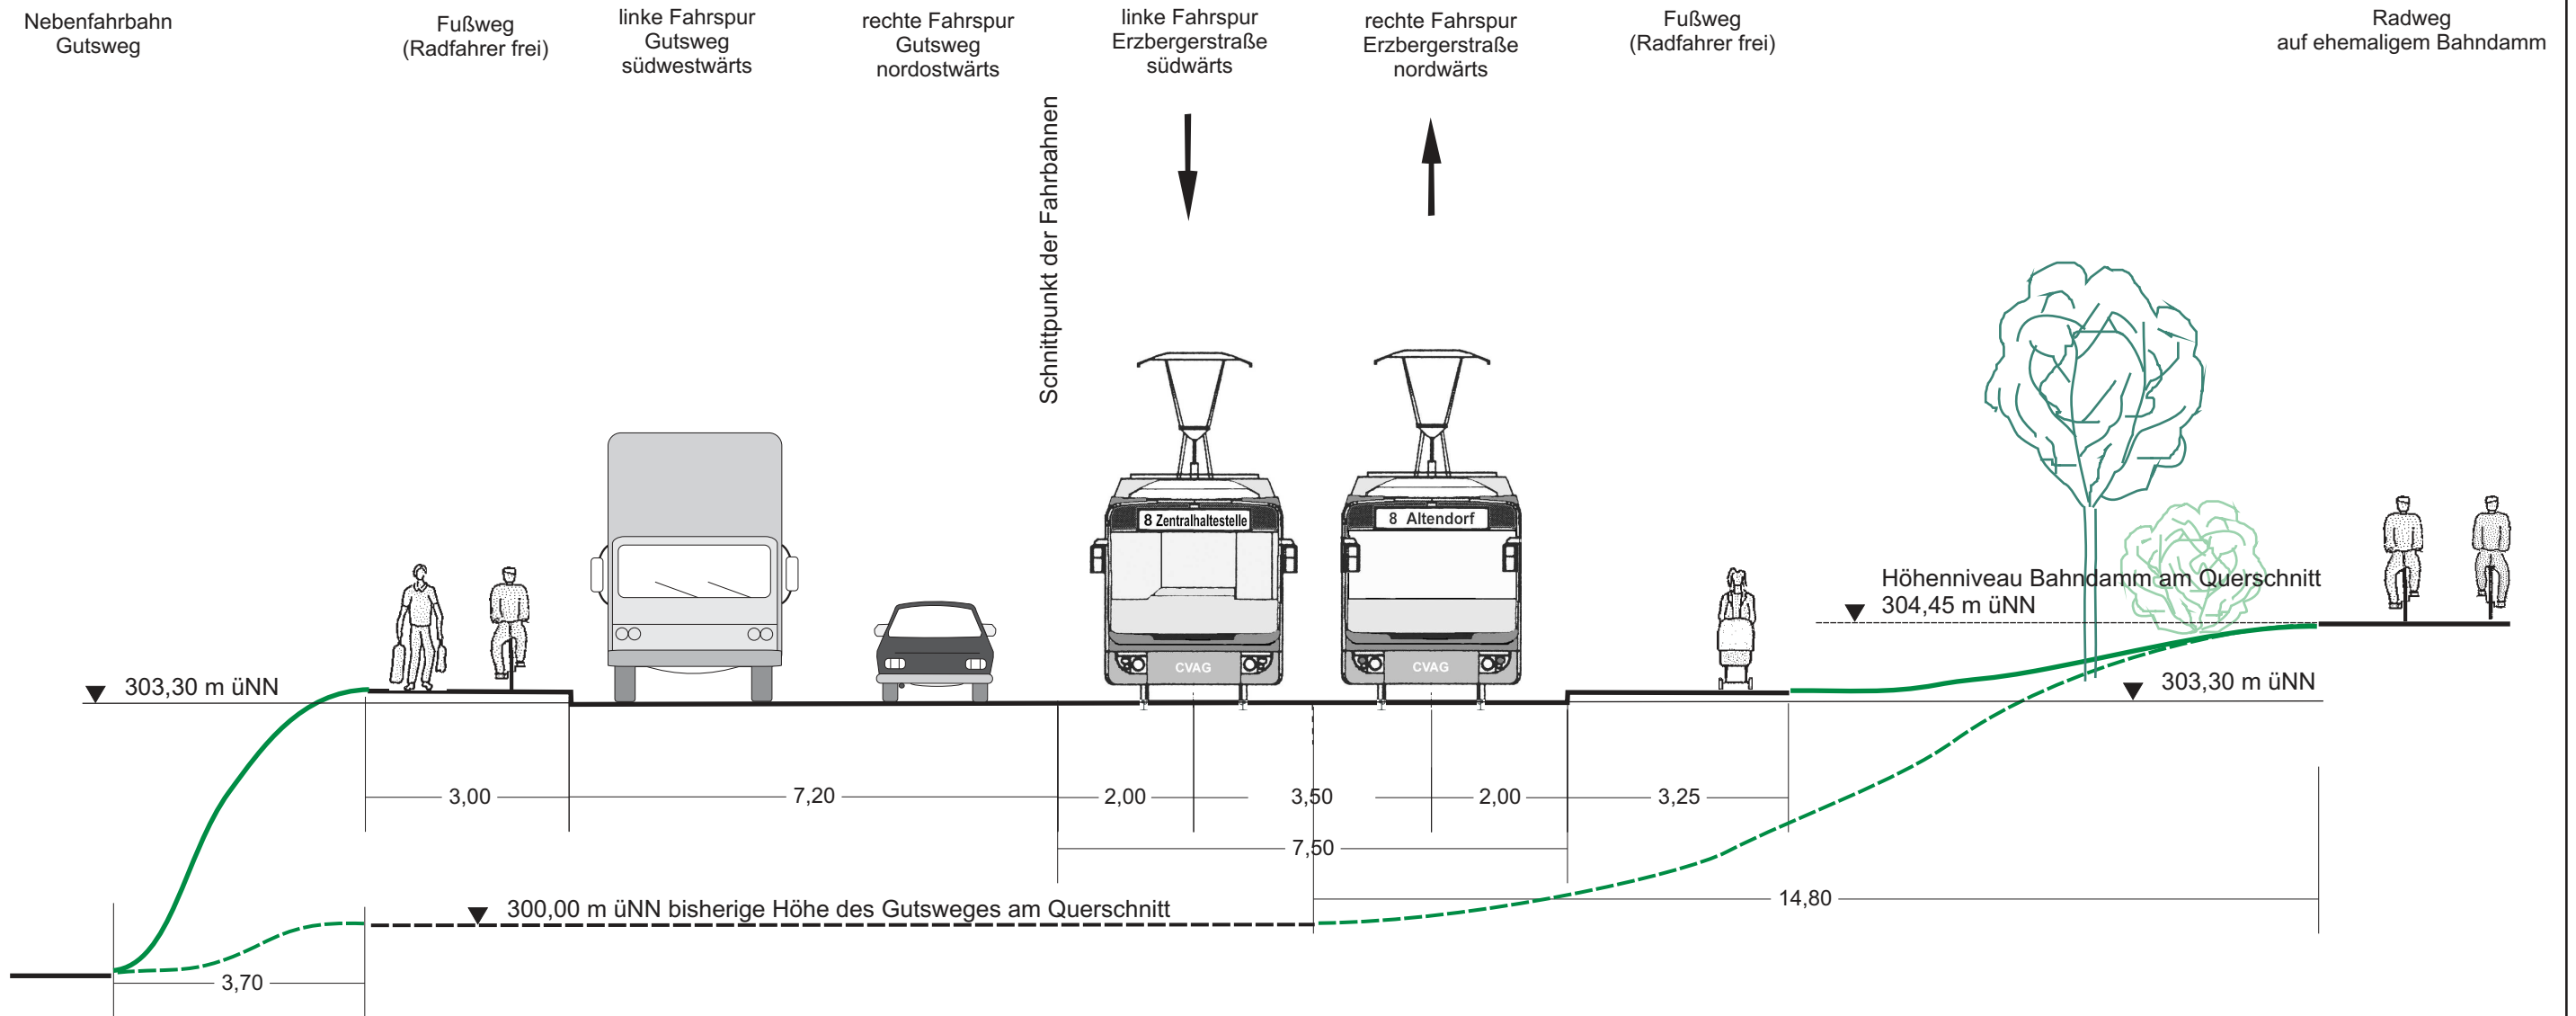 Nebenfahrbahn
Gutsweg
Fußweg
(Radfahrer frei)
linke Fahrspur
Gutsweg
südwestwärts
rechte Fahrspur
Gutsweg
nordostwärts
Schnittpunkt der Fahrbahnen
linke Fahrspur
Erzbergerstraße
südwärts
rechte Fahrspur
Erzbergerstraße
nordwärts
Fußweg
(Radfahrer frei)
Radweg
auf ehemaligem Bahndamm
8 Zentralhaltestelle
8 Altendorf
CVAG
CVAG
Höhenniveau Bahndamm am Querschnitt
304,45 m üNN
303,30 m üNN
303,30 m üNN
3,00
7,20
2,00
3,50
2,00
3,25
7,50
14,80
300,00 m üNN bisherige Höhe des Gutsweges am Querschnitt
3,70